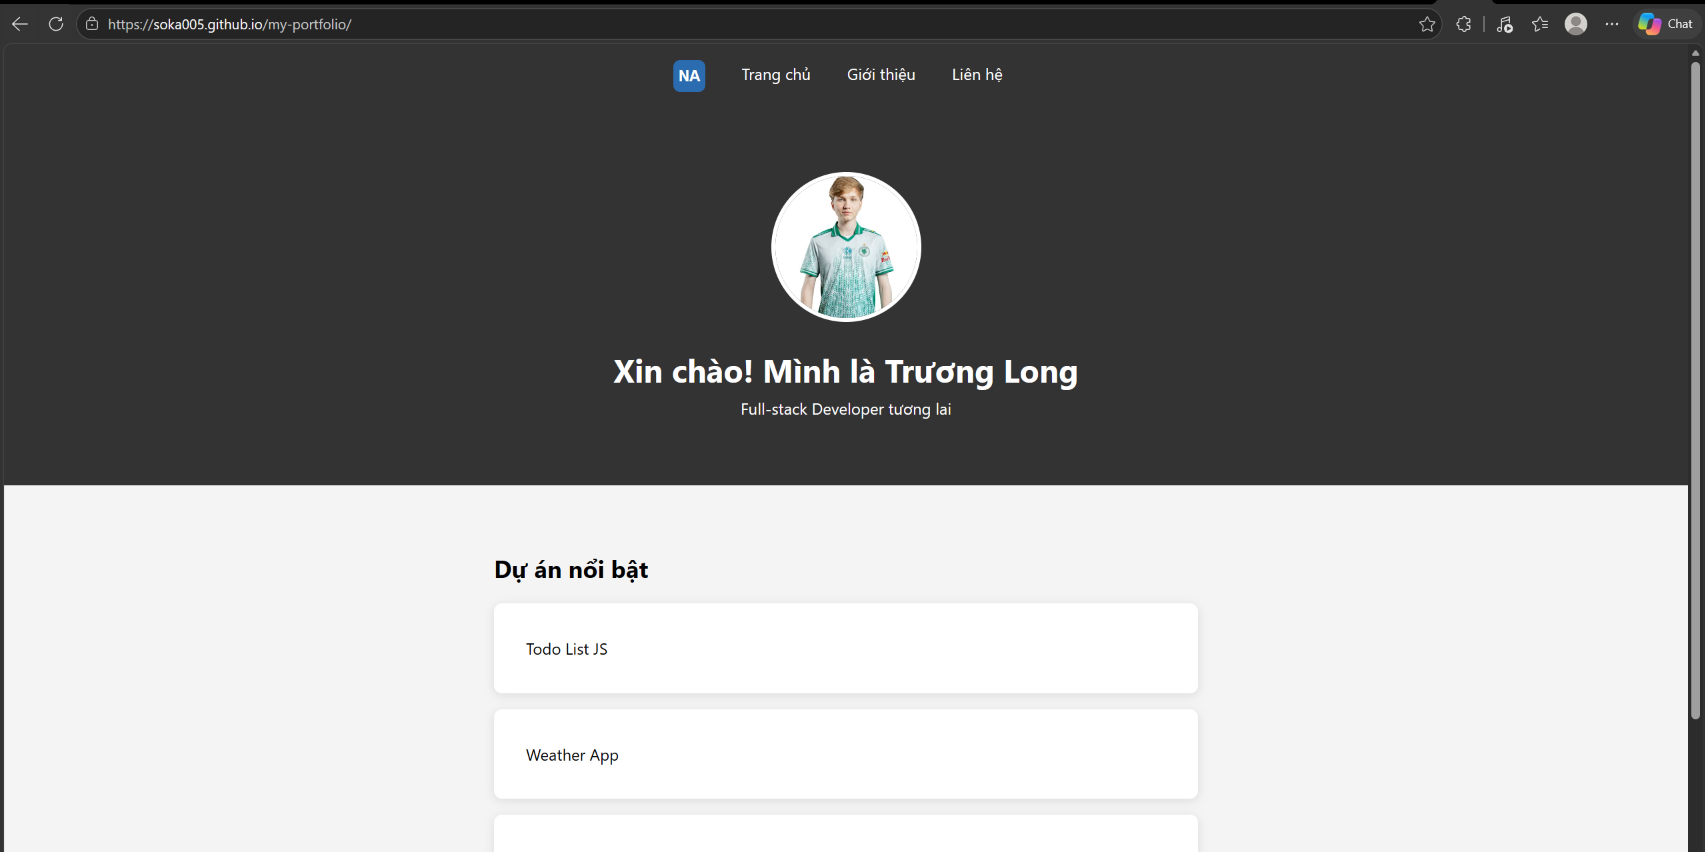 https://soka005.github.io/my-portfolio/
Chat
NA Trang chủ Giới thiệu Liên hệ
Xin chào! Mình là Trương Long
Full-stack Developer tương lai
Dự án nổi bật
Todo List JS
Weather App